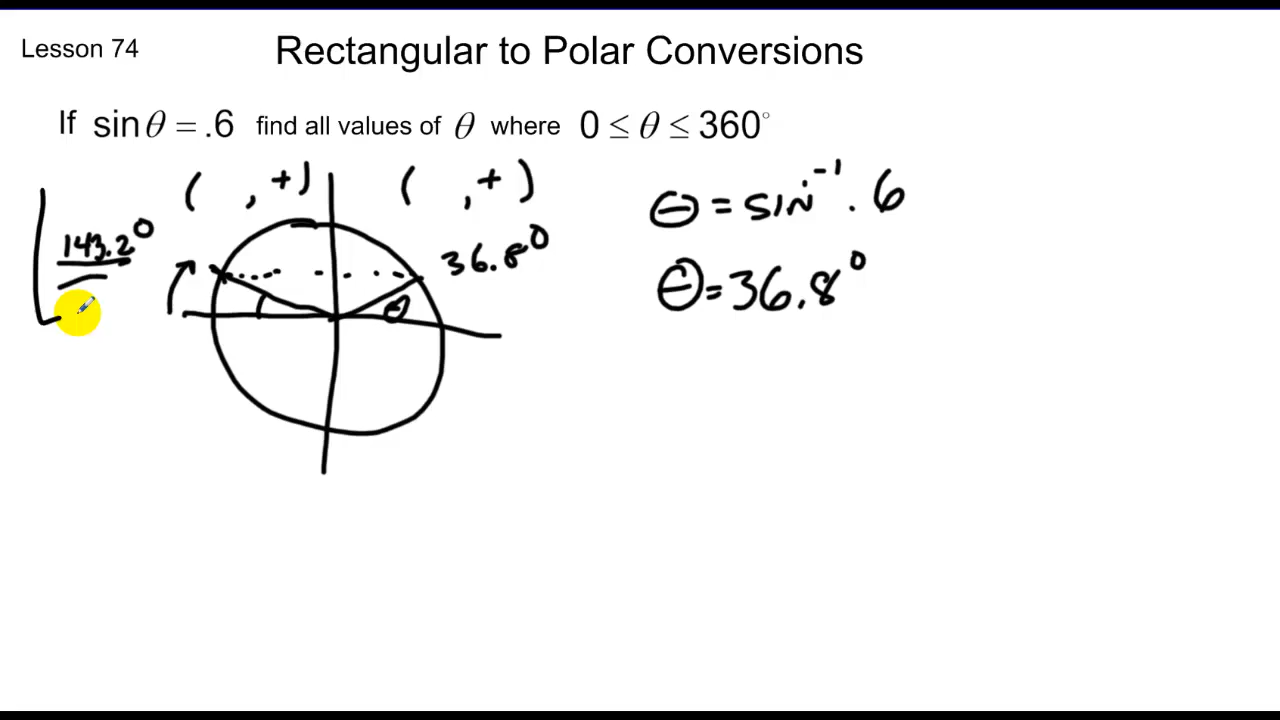 Lesson 74
Rectangular to Polar Conversions
If sin θ = .6 find all values of θ where 0 ≤ θ ≤ 360°
( , +) ( , +)
θ = sin⁻¹ .6
143.2°
36.8°
θ = 36.8°
θ